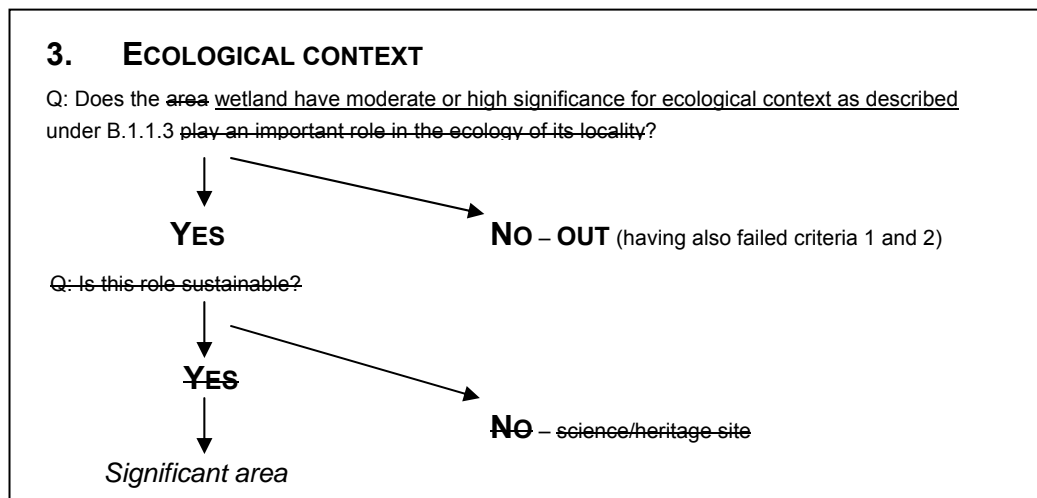 3. ECOLOGICAL CONTEXT
Q: Does the area wetland have moderate or high significance for ecological context as described
under B.1.1.3 play an important role in the ecology of its locality?
YES
NO – OUT (having also failed criteria 1 and 2)
Q: Is this role sustainable?
YES
NO – science/heritage site
Significant area